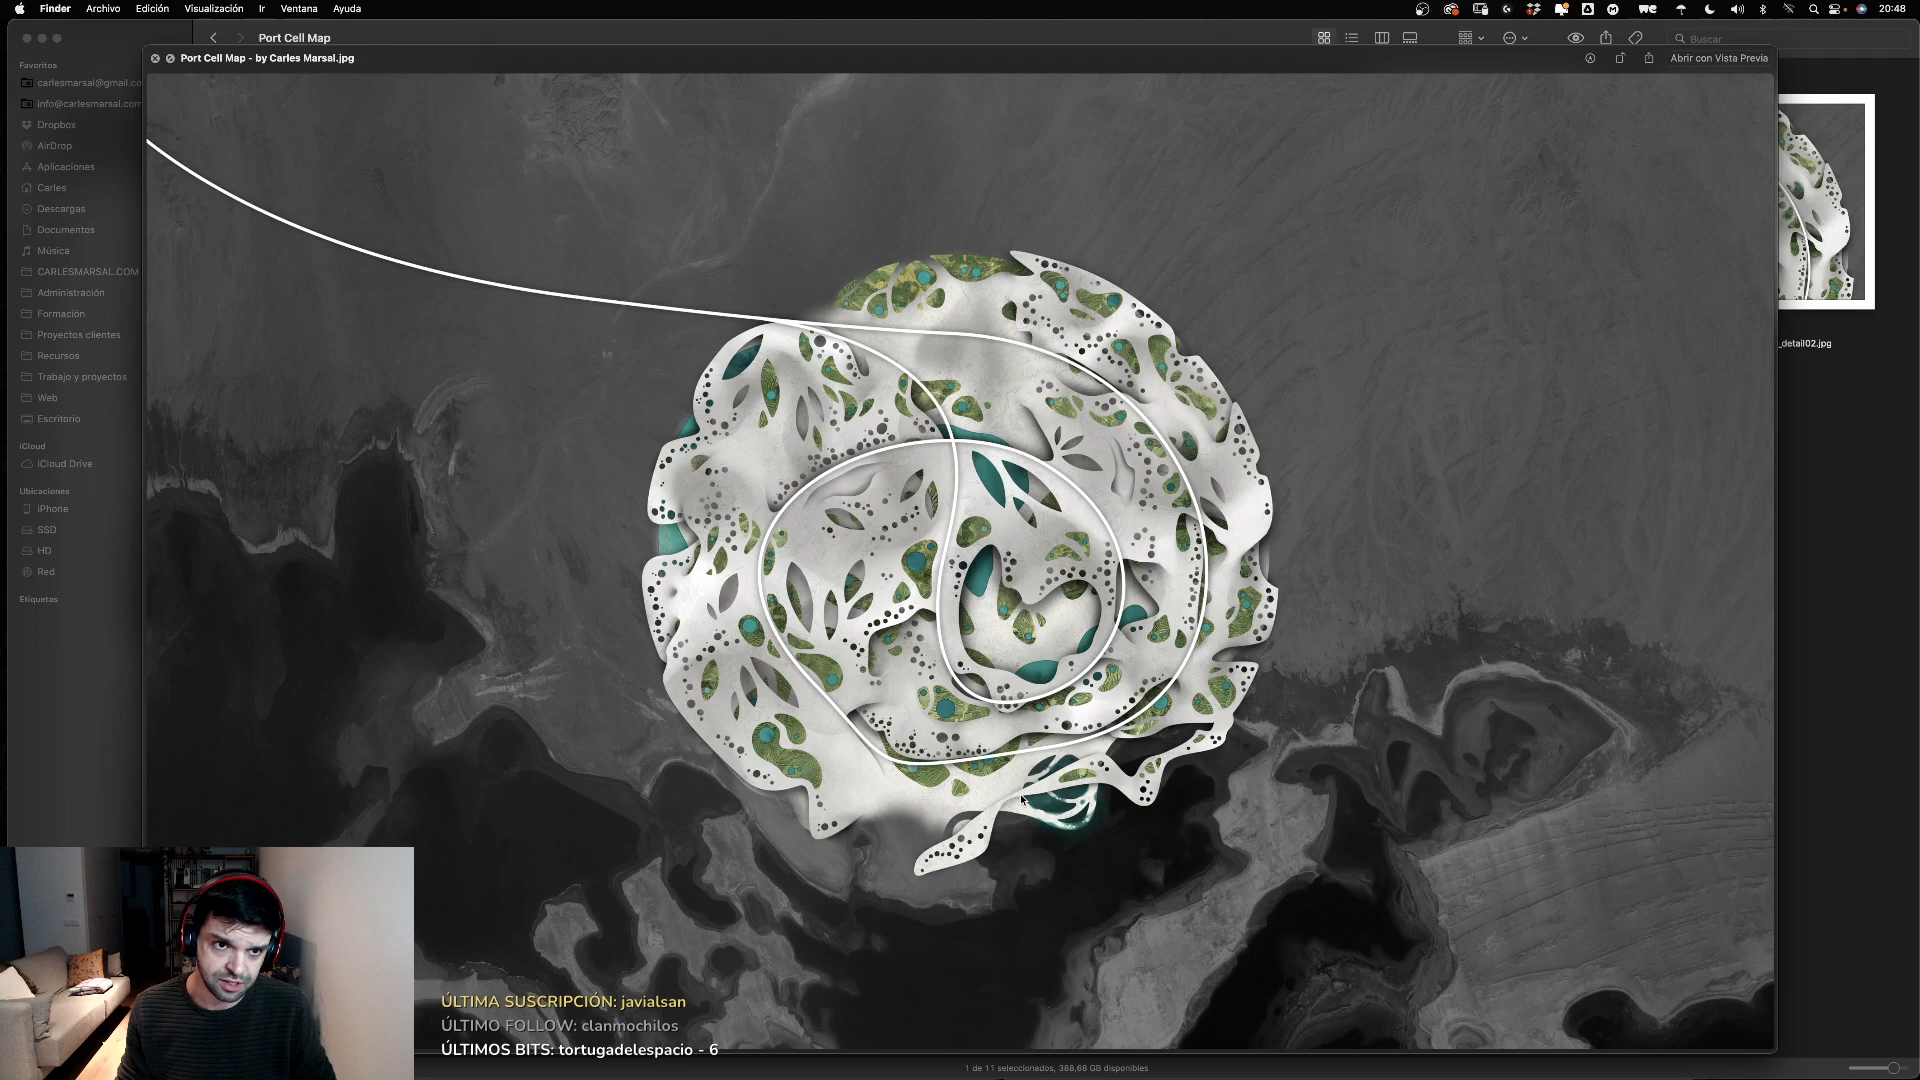 Finder Archivo Edición Visualización Ir Ventana Ayuda 20:48
Port Cell Map Buscar
Port Cell Map - by Carles Marsal.jpg Abrir con Vista Previa
Favoritos
carlesmarsal@gmail.co
info@carlesmarsal.com
Dropbox
AirDrop
Aplicaciones
Carles
Descargas
Documentos
Música
CARLESMARSAL.COM
Administración
Formación
Proyectos clientes
Recursos
Trabajo y proyectos
Web
Escritorio
iCloud
iCloud Drive
Ubicaciones
iPhone
SSD
HD
Red
Etiquetas
_detail02.jpg
ÚLTIMA SUSCRIPCIÓN: javialsan
ÚLTIMO FOLLOW: clanmochilos
ÚLTIMOS BITS: tortugadelespacio - 6
1 de 11 seleccionados, 388,68 GB disponibles